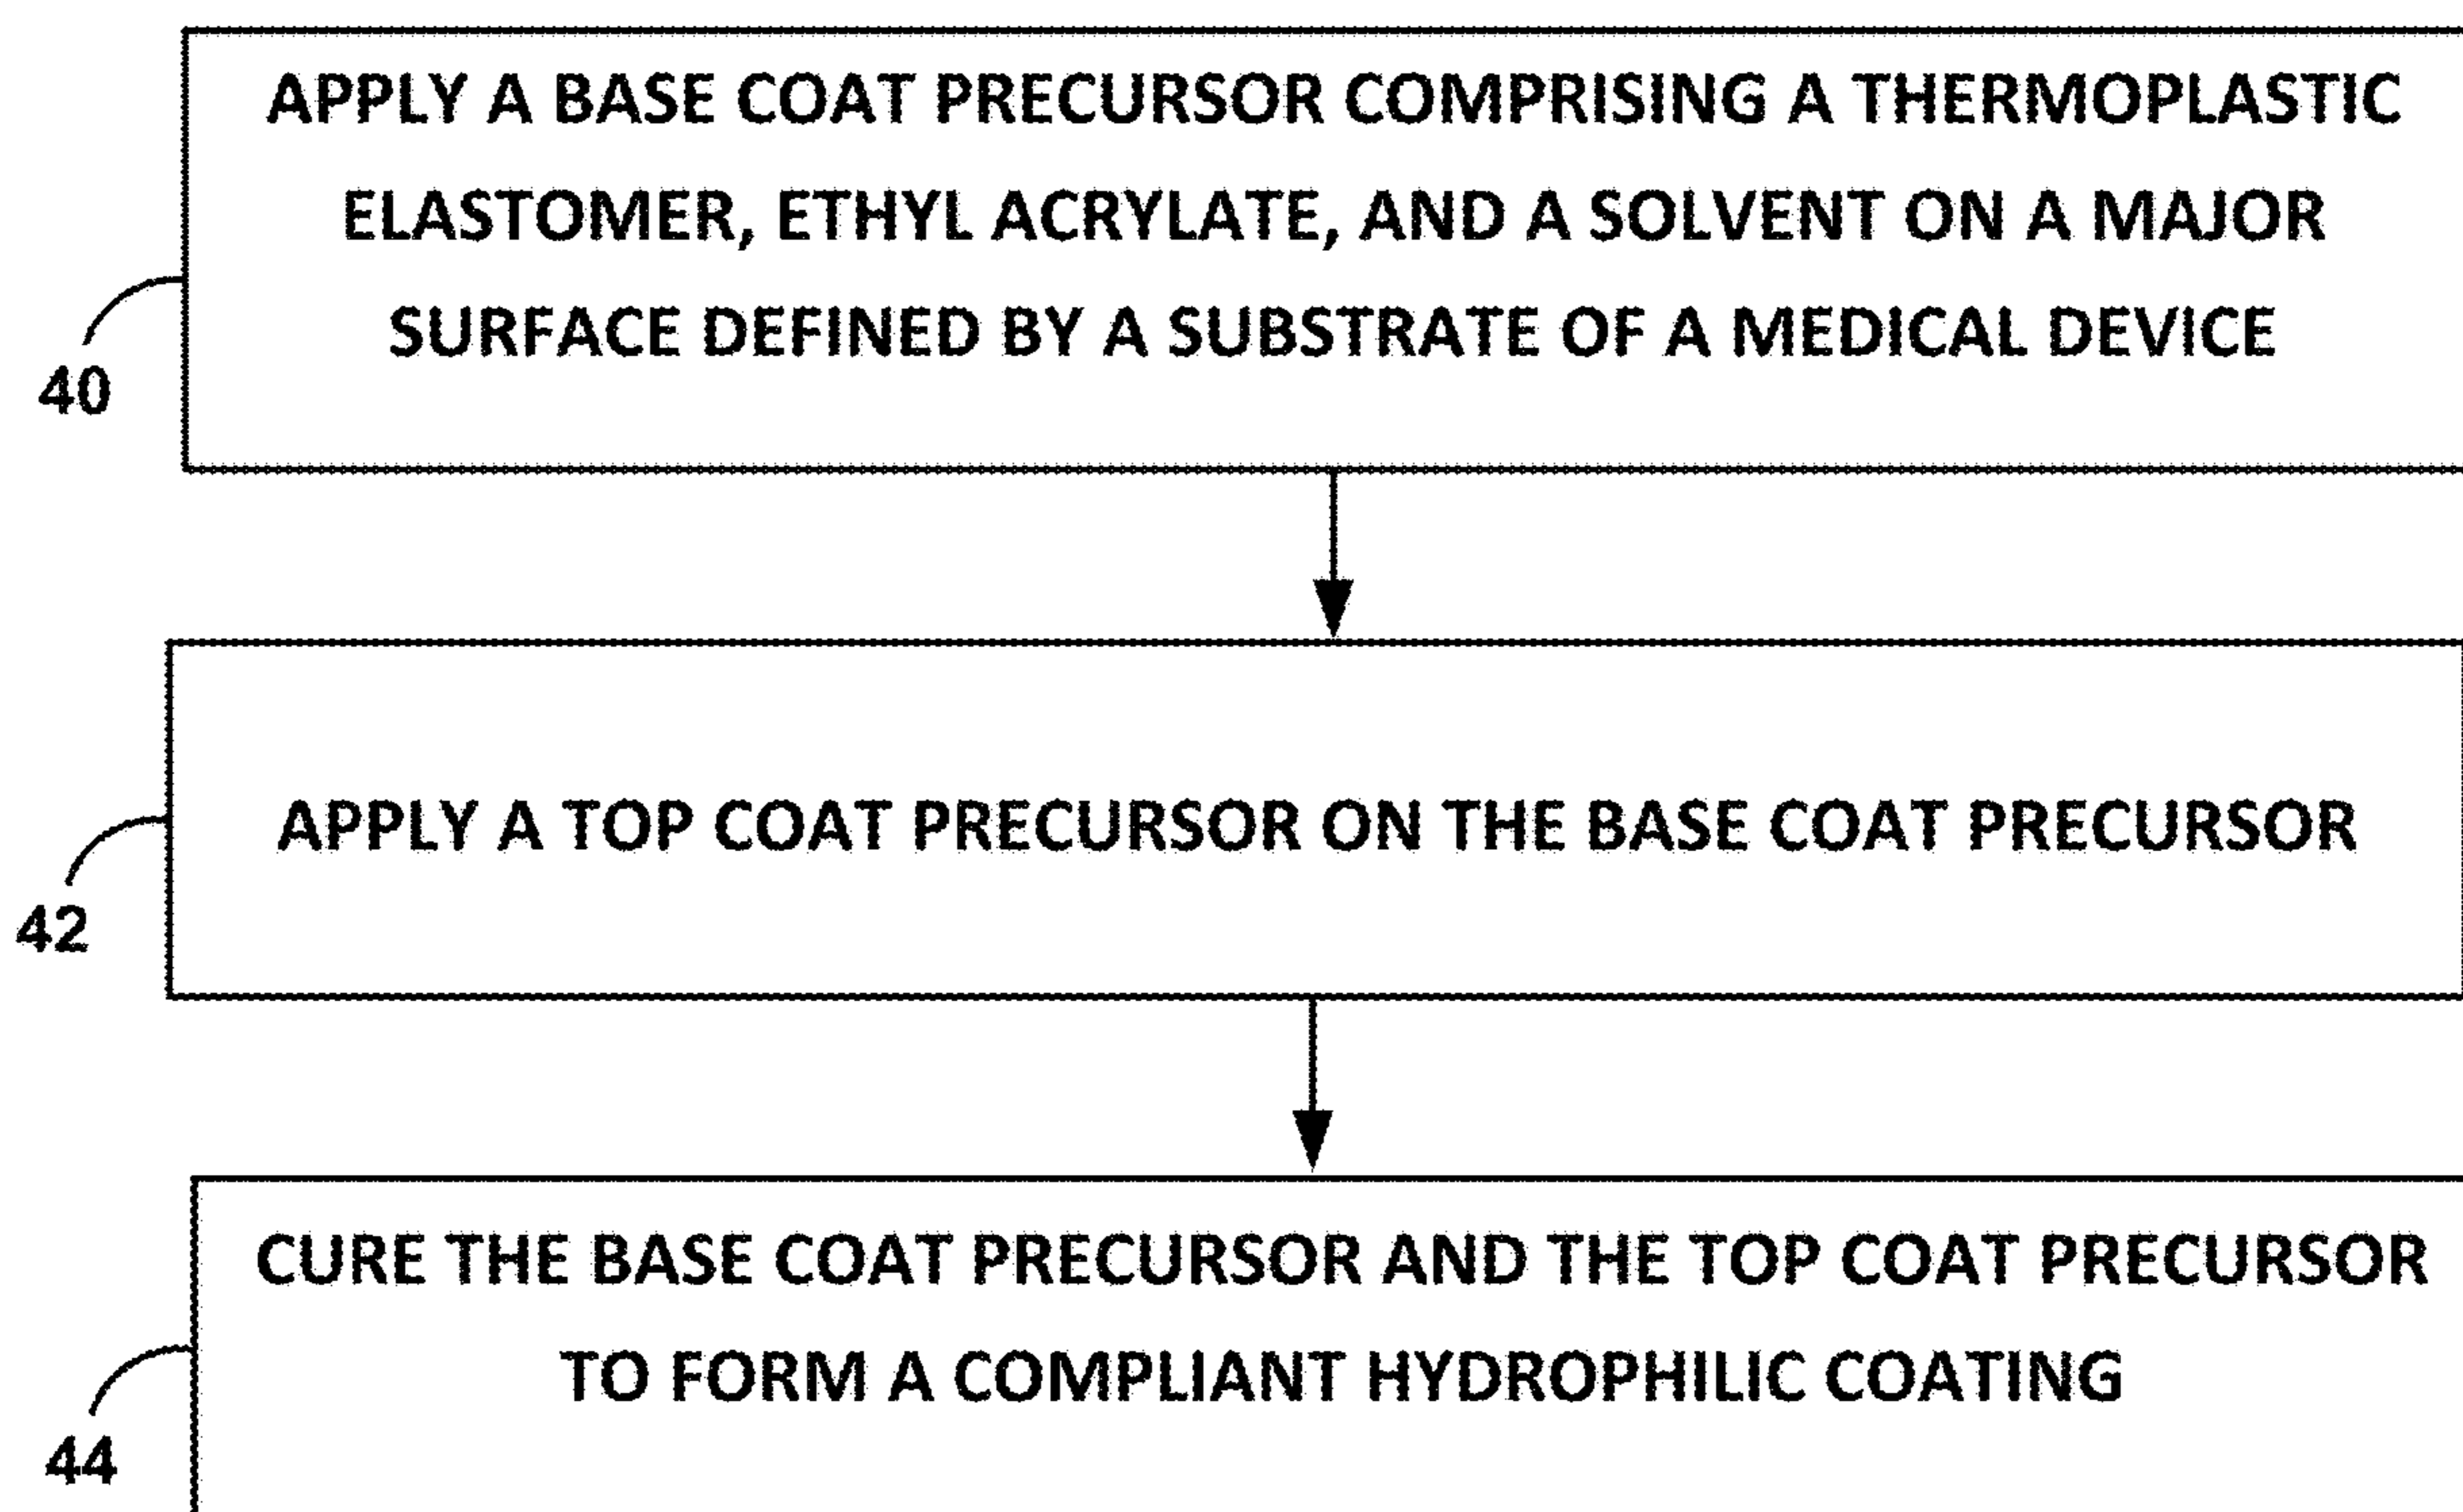 APPLY A BASE COAT PRECURSOR COMPRISING A THERMOPLASTIC
ELASTOMER, ETHYL ACRYLATE, AND A SOLVENT ON A MAJOR
SURFACE DEFINED BY A SUBSTRATE OF A MEDICAL DEVICE
40
APPLY A TOP COAT PRECURSOR ON THE BASE COAT PRECURSOR
42
CURE THE BASE COAT PRECURSOR AND THE TOP COAT PRECURSOR
TO FORM A COMPLIANT HYDROPHILIC COATING
44